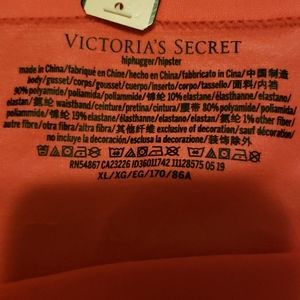 VICTORIA'S SECRET
hiphugger/hipster
made in China/fabriqué en Chine/hecho en China/fabbricato in Cina/中国制造
body/gusset/corps/gousset/cuerpo/inserto/corpo/tassello/面料/内裆
90% polyamide/poliamida/poliammide/锦纶 10% elastane/élasthanne/elastano/
elastan/氨纶 waistband/ceinture/pretina/cintura/腰带 80% polyamide/poliamida/
poliammide/锦纶 19% elastane/élasthanne/elastano/elastan/氨纶 1% other fiber/
autre fibre/otra fibra/altra fibra/其他纤维 exclusive of decoration/sauf décoration/
no incluye la decoración/esclusa la decorazione/装饰除外
RN54867 CA23226 ID36011742 11128575 05 19
XL/XG/EG/170/86A